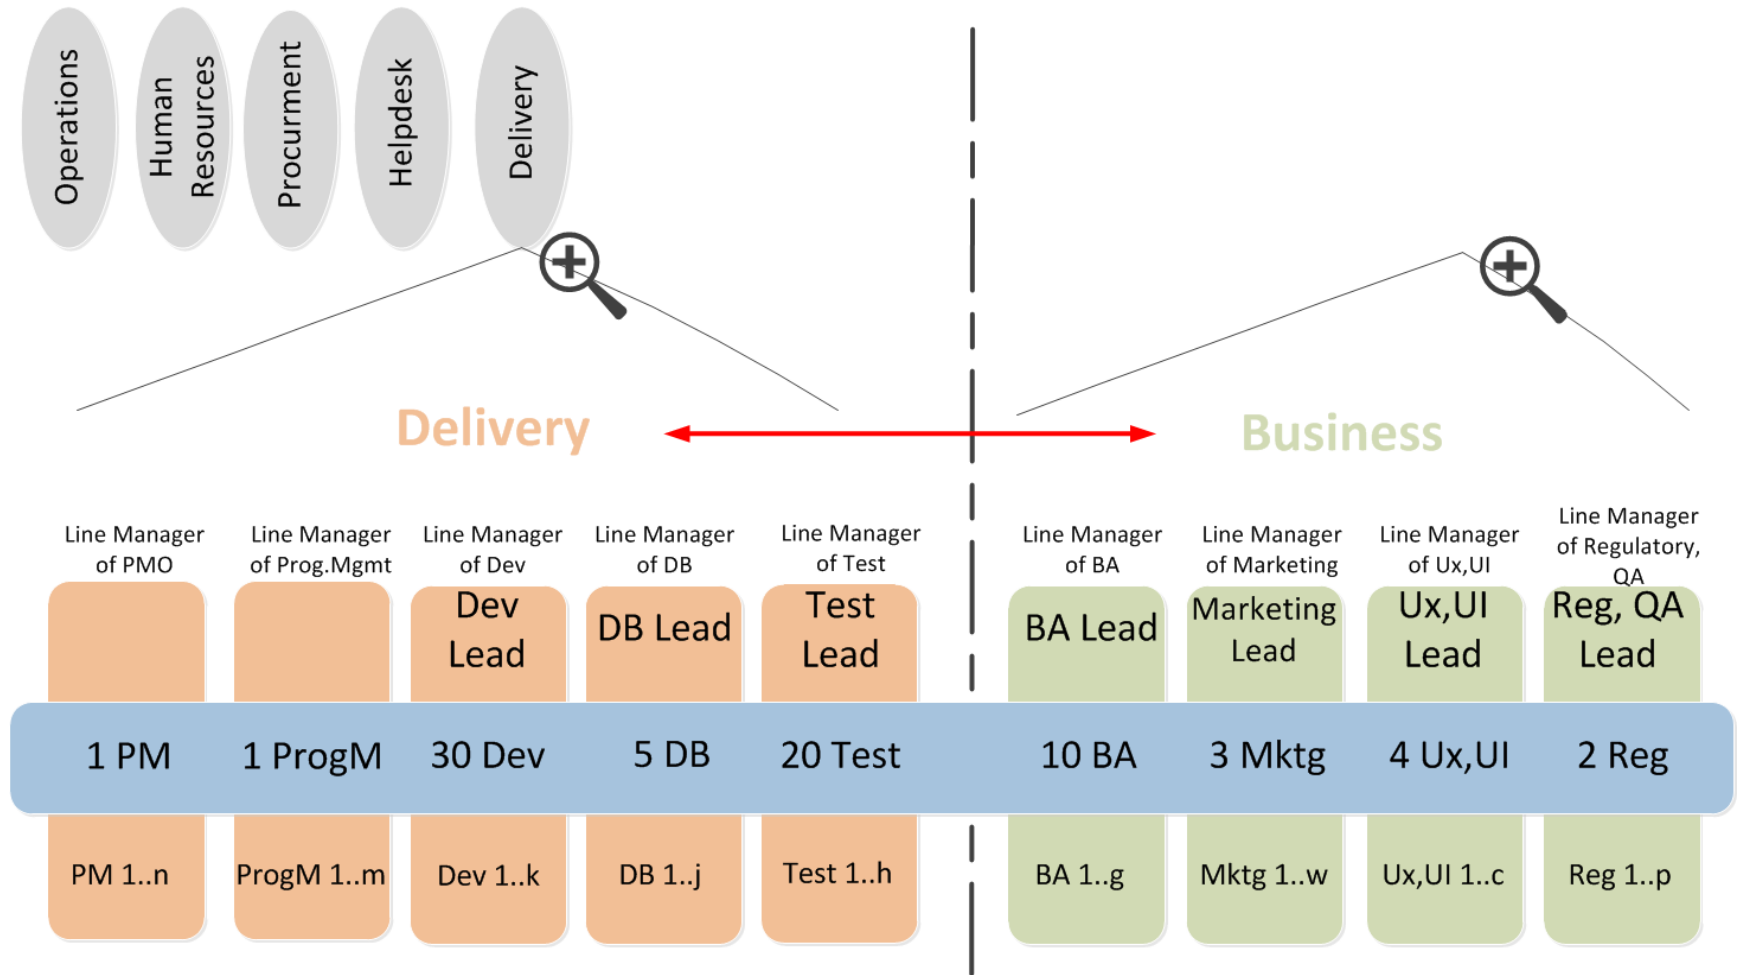 Operations
Human
Resources
Procurment
Helpdesk
Delivery
Delivery
Business
Line Manager
of PMO
Line Manager
of Prog.Mgmt
Line Manager
of Dev
Line Manager
of DB
Line Manager
of Test
Line Manager
of BA
Line Manager
of Marketing
Line Manager
of Ux,UI
Line Manager
of Regulatory,
QA
Dev
Lead
DB Lead
Test
Lead
BA Lead
Marketing
Lead
Ux,UI
Lead
Reg, QA
Lead
1 PM
1 ProgM
30 Dev
5 DB
20 Test
10 BA
3 Mktg
4 Ux,UI
2 Reg
PM 1..n
ProgM 1..m
Dev 1..k
DB 1..j
Test 1..h
BA 1..g
Mktg 1..w
Ux,UI 1..c
Reg 1..p